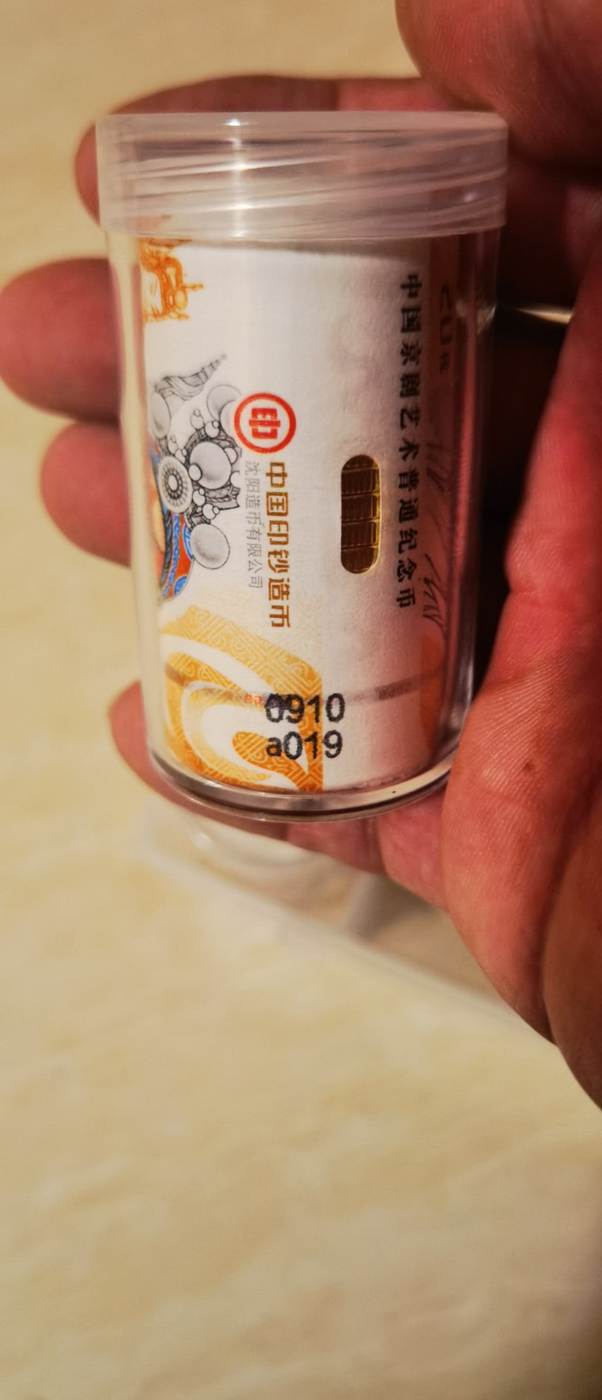 中国京剧艺术普通纪念币
印
中国印钞造币
沈阳造币有限公司
0910
a019